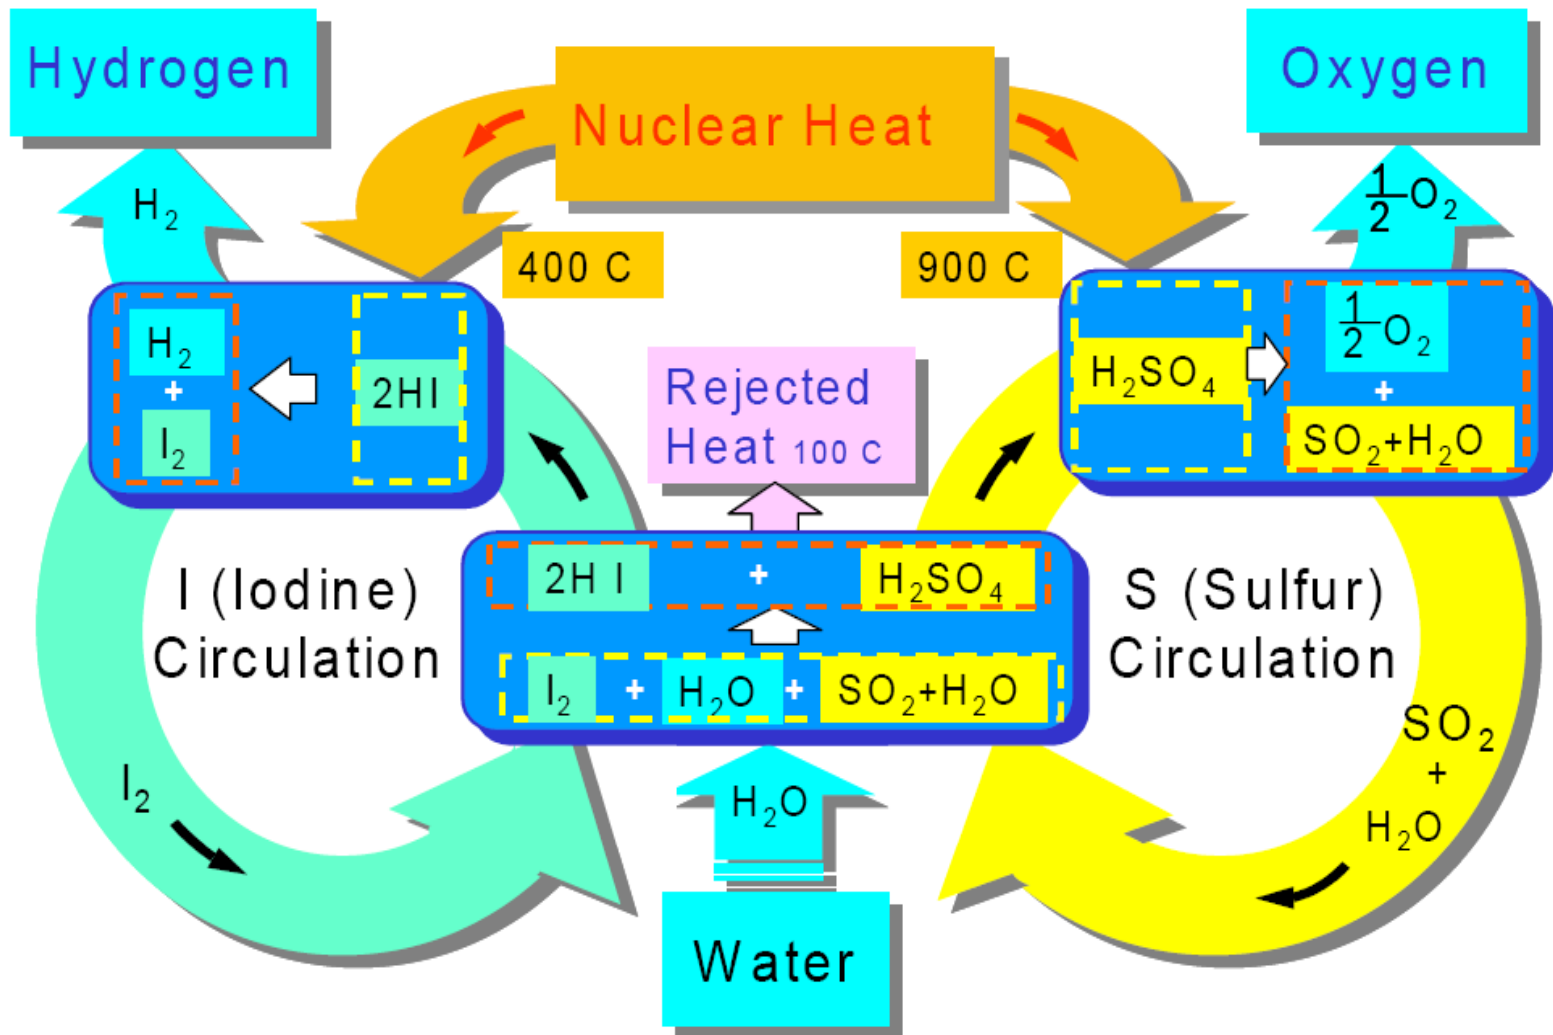 Hydrogen
Nuclear Heat
Oxygen
H₂
½O₂
400 C
900 C
H₂
+
I₂
2HI
H₂SO₄
½O₂
+
SO₂+H₂O
Rejected
Heat 100 C
I (Iodine)
Circulation
2H I + H₂SO₄
I₂ + H₂O + SO₂+H₂O
S (Sulfur)
Circulation
I₂
H₂O
SO₂
+
H₂O
Water